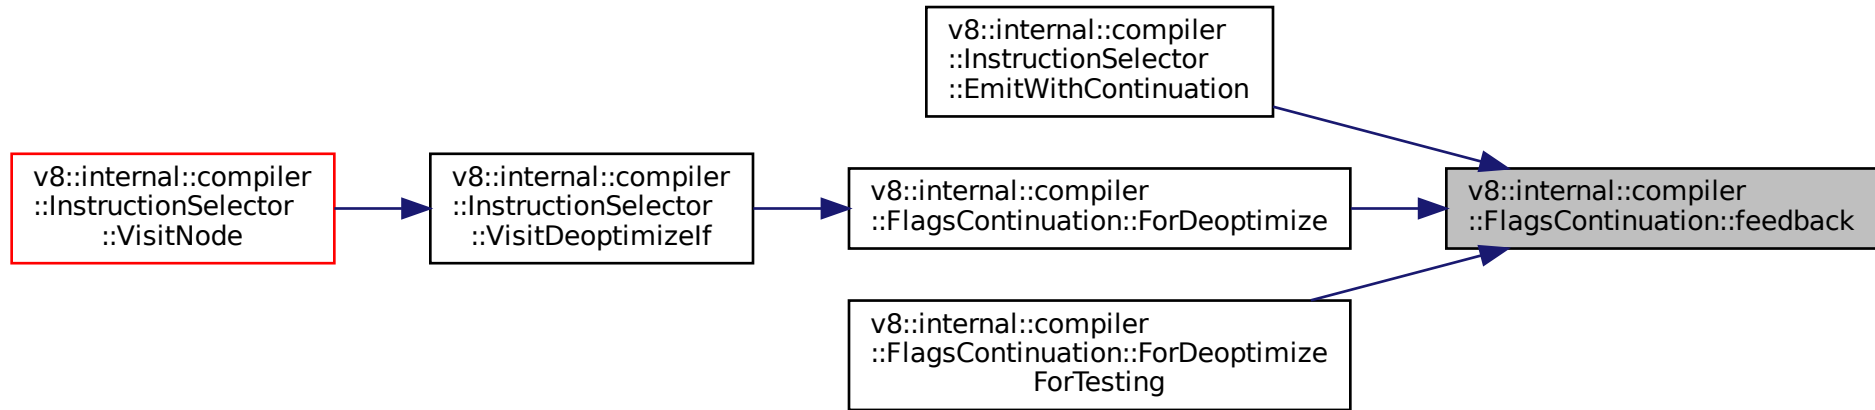 v8::internal::compiler
::InstructionSelector
::EmitWithContinuation
v8::internal::compiler
::InstructionSelector
::VisitNode
v8::internal::compiler
::InstructionSelector
::VisitDeoptimizeIf
v8::internal::compiler
::FlagsContinuation::ForDeoptimize
v8::internal::compiler
::FlagsContinuation::feedback
v8::internal::compiler
::FlagsContinuation::ForDeoptimize
ForTesting